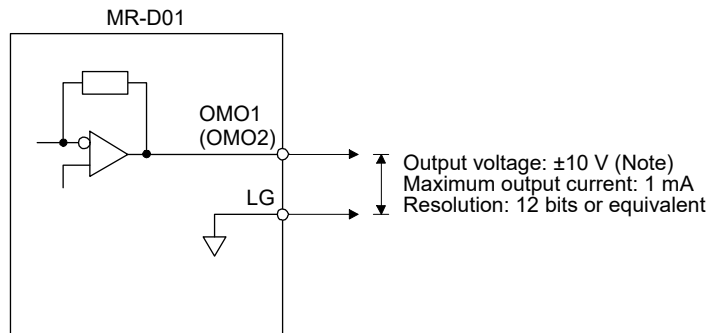 MR-D01
OMO1
(OMO2)
LG
Output voltage: ±10 V (Note)
Maximum output current: 1 mA
Resolution: 12 bits or equivalent